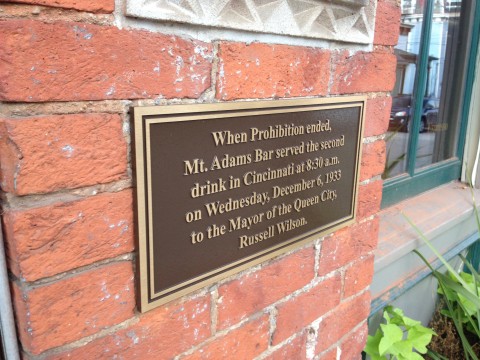 When Prohibition ended,
Mt. Adams Bar served the second
drink in Cincinnati at 8:30 a.m.
on Wednesday, December 6, 1933
to the Mayor of the Queen City,
Russell Wilson.